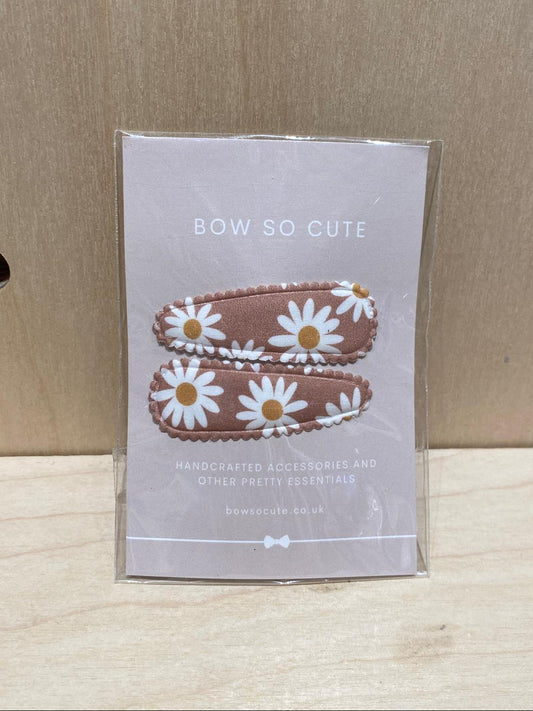 BOW SO CUTE
HANDCRAFTED ACCESSORIES AND
OTHER PRETTY ESSENTIALS
bowsocute.co.uk